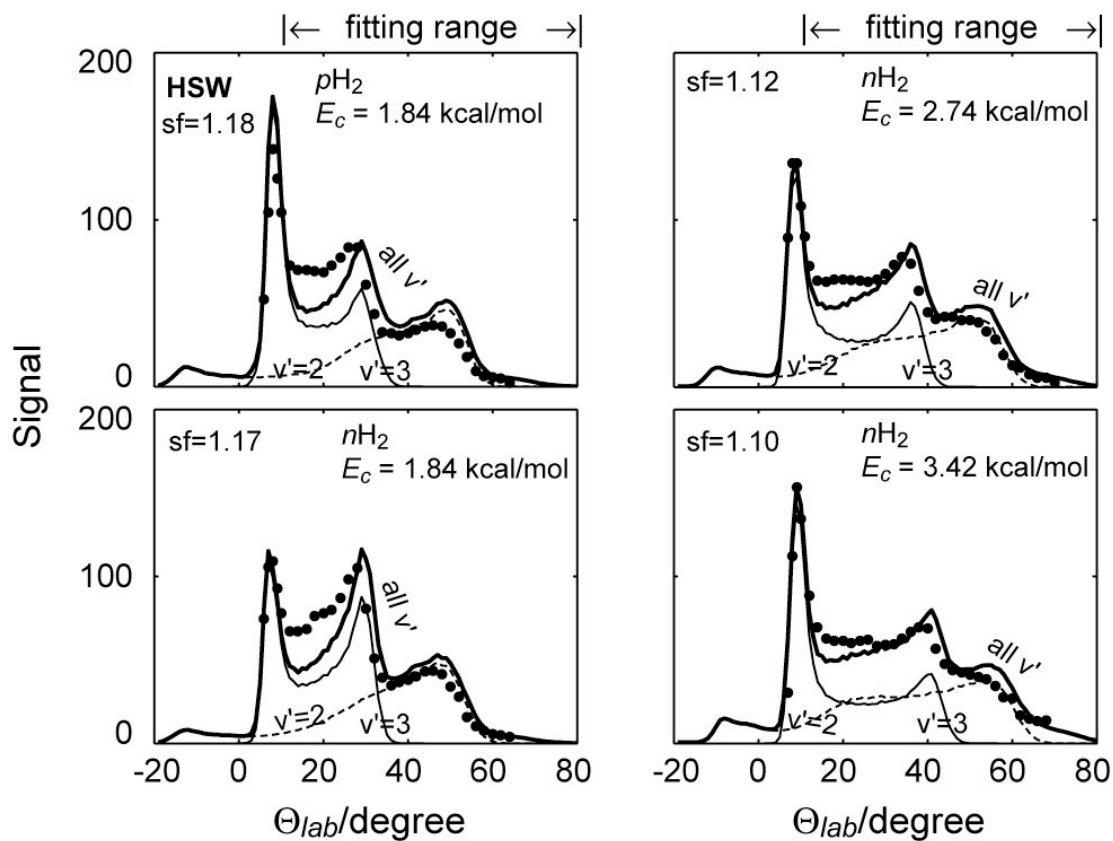 fitting range
fitting range
200
100
0
HSW
sf=1.18
pH2
Ec = 1.84 kcal/mol
all v'
v'=2
v'=3
sf=1.12
nH2
Ec = 2.74 kcal/mol
all v'
v'=2
v'=3
Signal
200
100
0
sf=1.17
nH2
Ec = 1.84 kcal/mol
all v'
v'=2
v'=3
sf=1.10
nH2
Ec = 3.42 kcal/mol
all v'
v'=2
v'=3
-20 0 20 40 60 80
-20 0 20 40 60 80
Θlab/degree
Θlab/degree